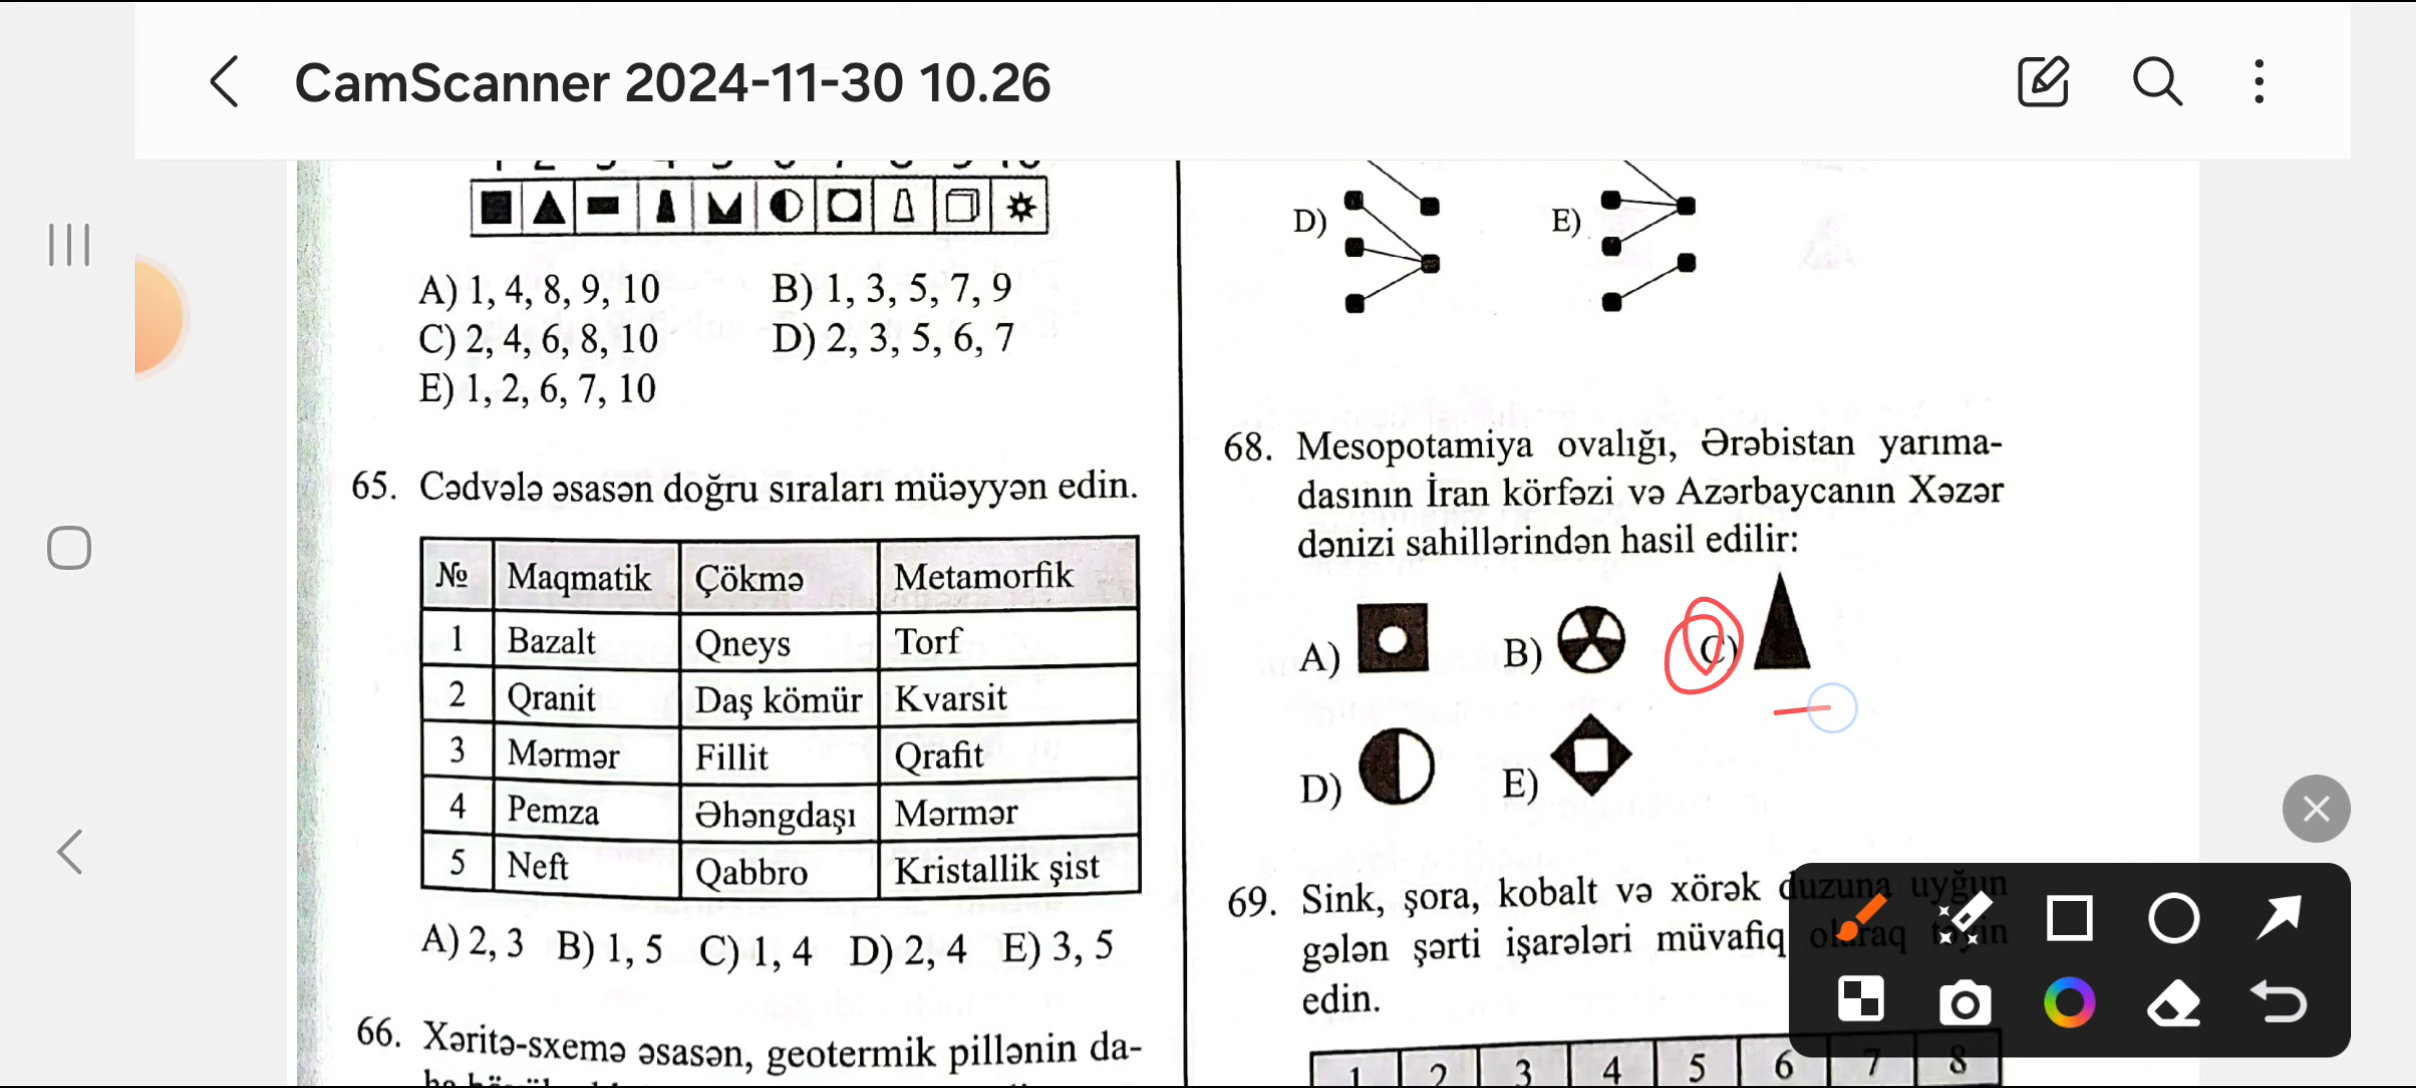 CamScanner 2024-11-30 10.26
A) 1, 4, 8, 9, 10 B) 1, 3, 5, 7, 9
C) 2, 4, 6, 8, 10 D) 2, 3, 5, 6, 7
E) 1, 2, 6, 7, 10
65. Cədvələ əsasən doğru sıraları müəyyən edin.
№ Maqmatik Çökmə Metamorfik
1 Bazalt Qneys Torf
2 Qranit Daş kömür Kvarsit
3 Mərmər Fillit Qrafit
4 Pemza Əhəngdaşı Mərmər
5 Neft Qabbro Kristallik şist
A) 2, 3 B) 1, 5 C) 1, 4 D) 2, 4 E) 3, 5
66. Xəritə-sxemə əsasən, geotermik pillənin da-
D) E)
68. Mesopotamiya ovalığı, Ərəbistan yarıma-
dasının İran körfəzi və Azərbaycanın Xəzər
dənizi sahillərindən hasil edilir:
A) B) C)
D) E)
69. Sink, şora, kobalt və xörək duzuna uyğun
gələn şərti işarələri müvafiq olaraq təyin
edin.
1 2 3 4 5 6 7 8